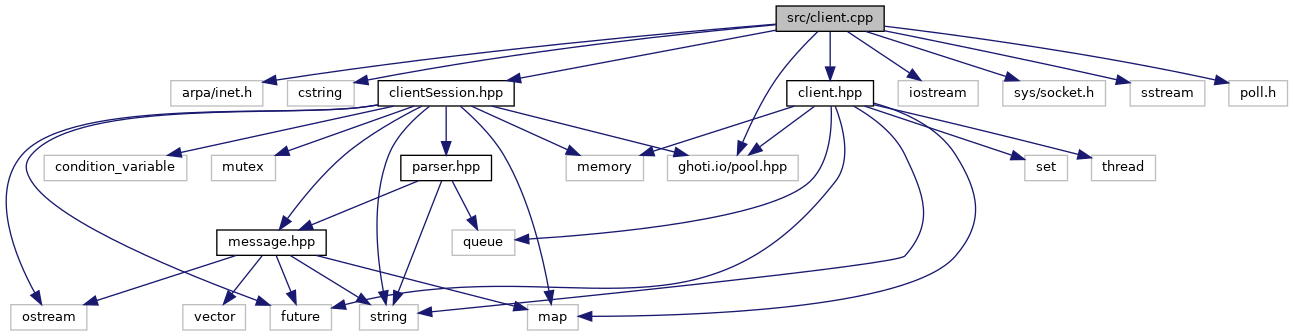 src/client.cpp
arpa/inet.h
cstring
clientSession.hpp
client.hpp
iostream
sys/socket.h
sstream
poll.h
condition_variable
mutex
parser.hpp
memory
ghoti.io/pool.hpp
set
thread
message.hpp
queue
ostream
vector
future
string
map